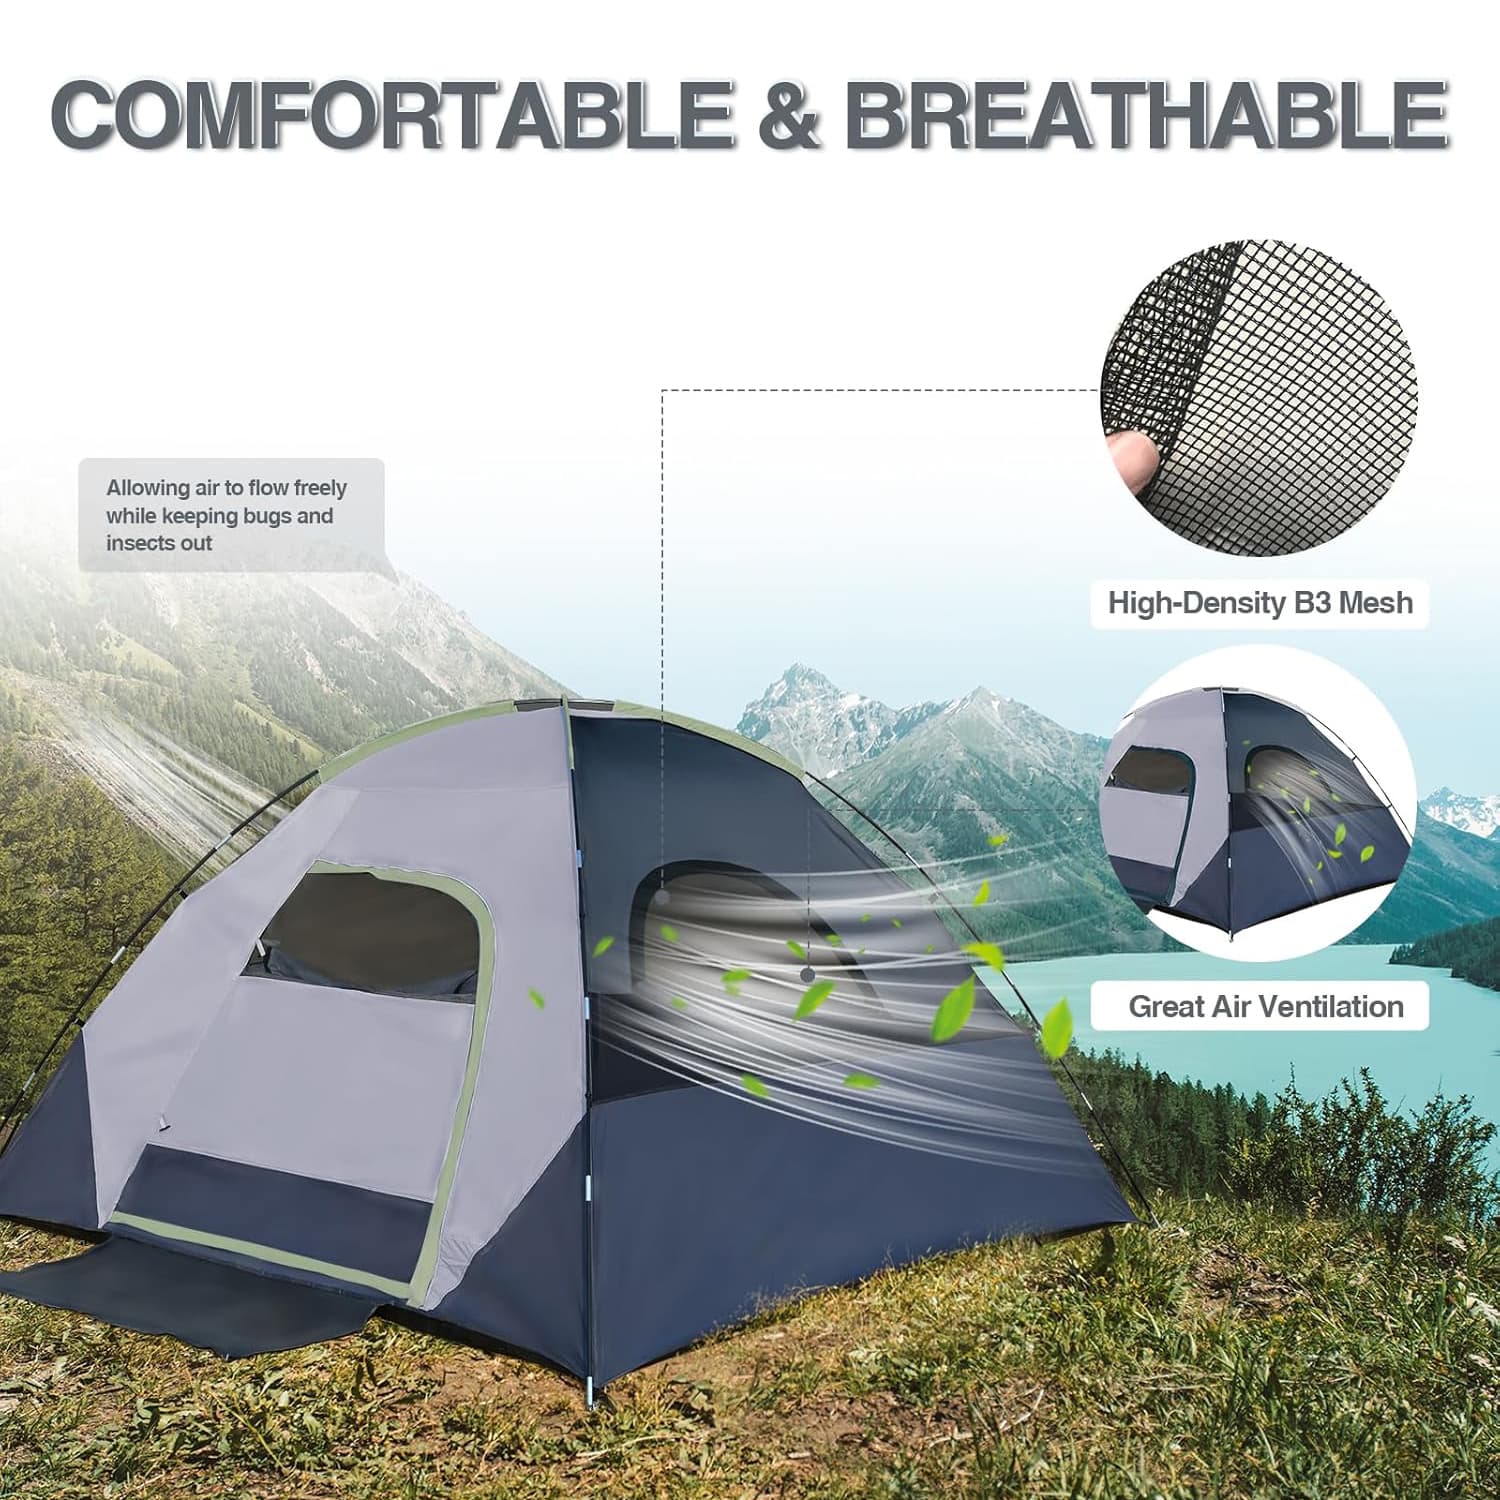 COMFORTABLE & BREATHABLE
Allowing air to flow freely
while keeping bugs and
insects out
High-Density B3 Mesh
Great Air Ventilation